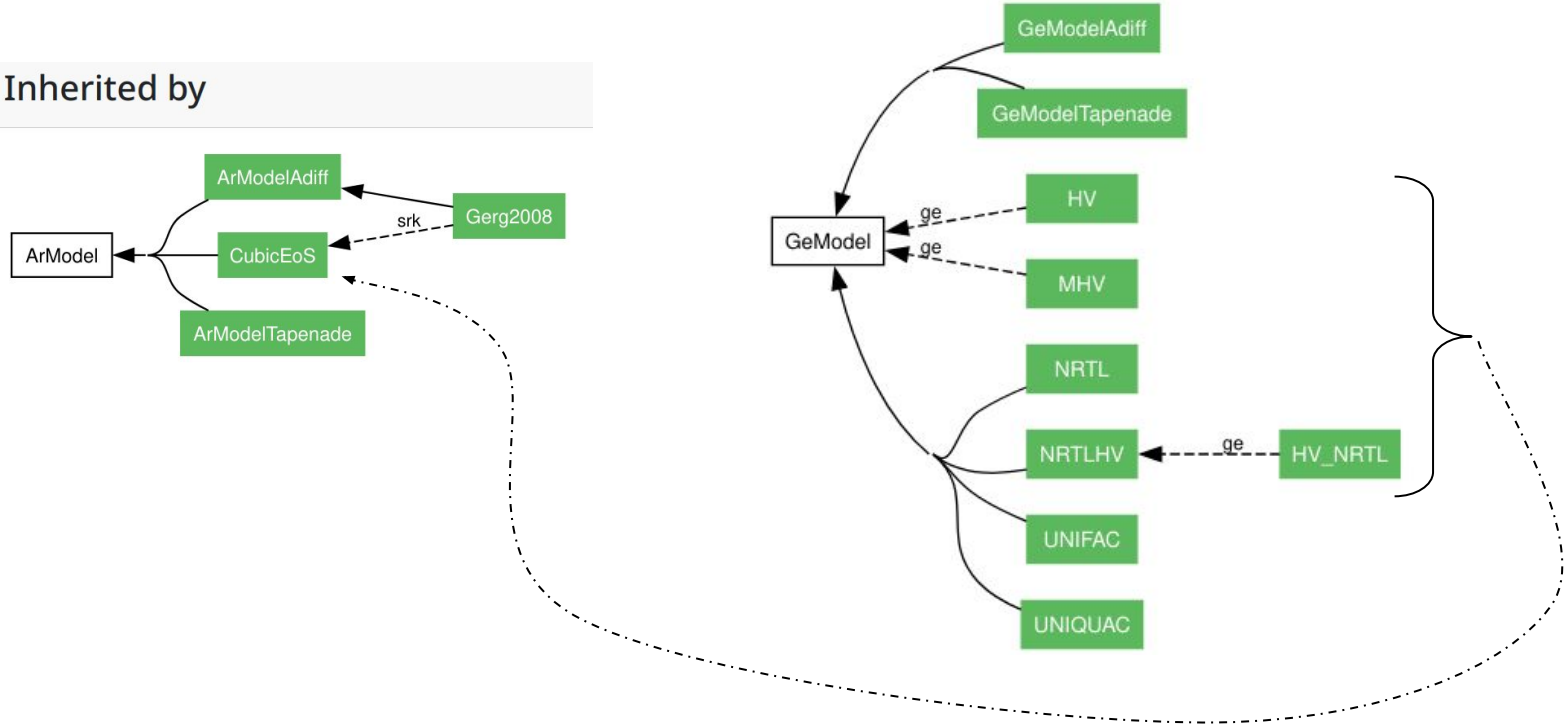 Inherited by
ArModel
ArModelAdiff
CubicEoS
ArModelTapenade
srk
Gerg2008
GeModelAdiff
GeModelTapenade
GeModel
ge
HV
ge
MHV
NRTL
NRTLHV
ge
HV_NRTL
UNIFAC
UNIQUAC